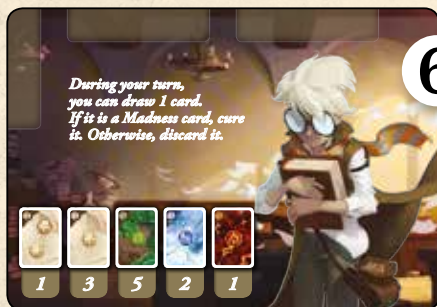 During your turn,
you can draw 1 card.
If it is a Madness card, cure
it. Otherwise, discard it.
6
1 3 5 2 1